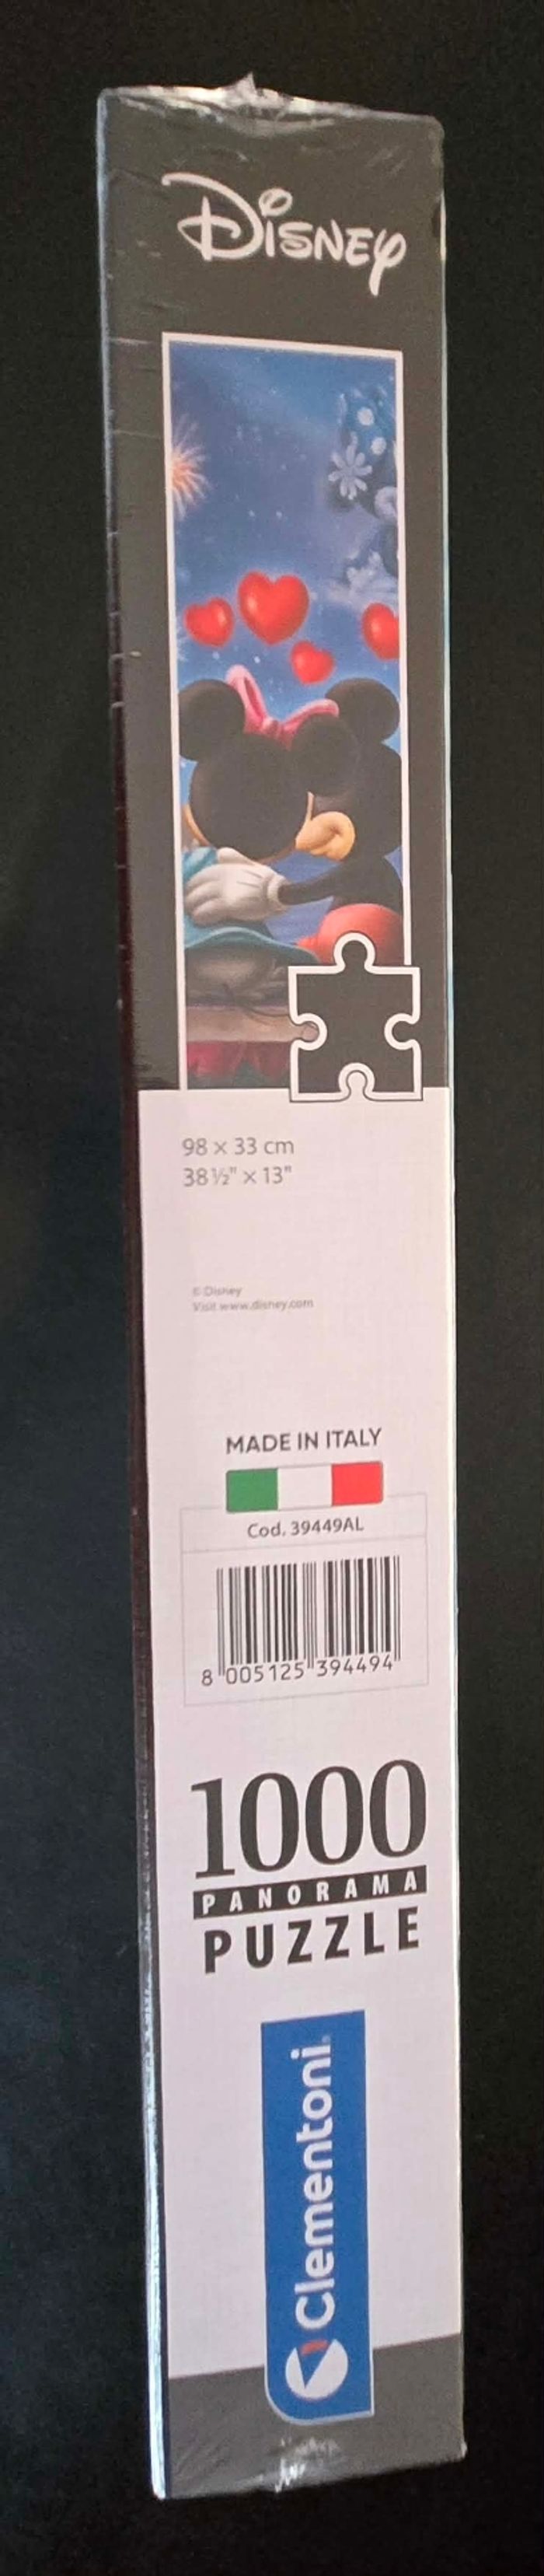 Disney
98 x 33 cm
38 ½" x 13"
© Disney
Visit www.disney.com
MADE IN ITALY
Cod. 39449AL
8 005125 394494
1000
PANORAMA
PUZZLE
Clementoni